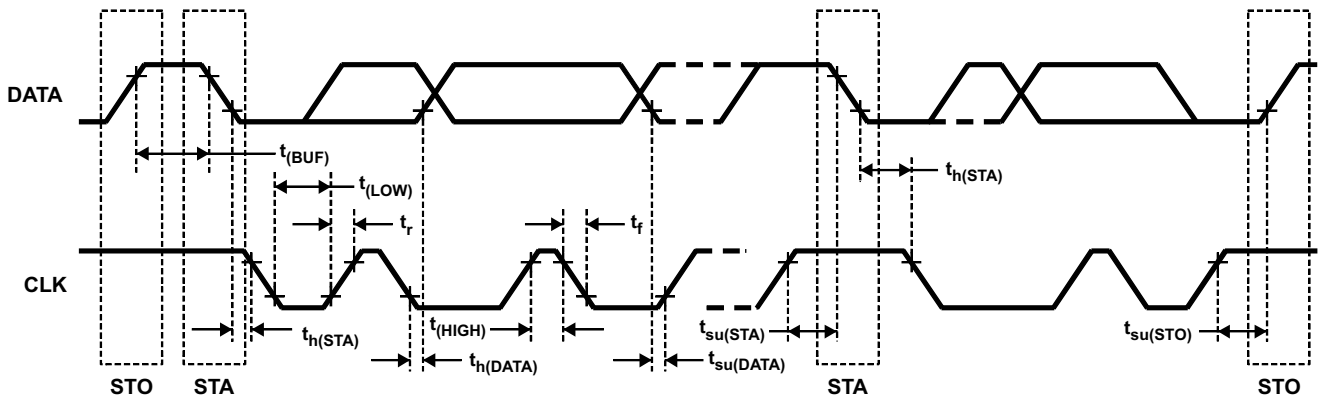 DATA
t(BUF)
t(LOW)
th(STA)
tr
tf
CLK
th(STA)
t(HIGH)
th(DATA)
tsu(DATA)
tsu(STA)
tsu(STO)
STO
STA
STA
STO